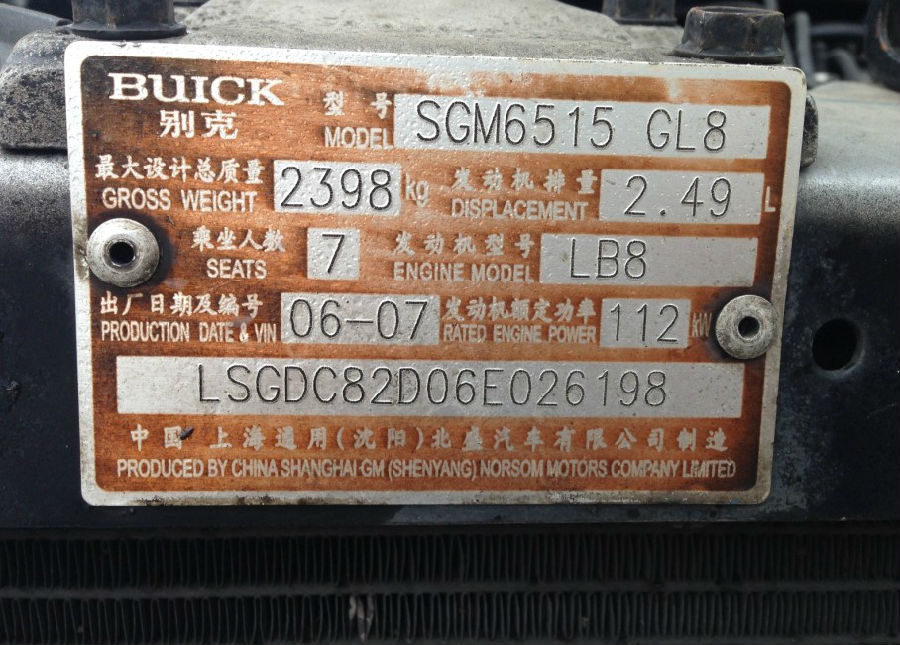 BUICK 型号 SGM6515 GL8
别克 MODEL
最大设计总质量 2398 kg 发动机排量 2.49 L
GROSS WEIGHT DISPLACEMENT
乘坐人数 7 发动机型号 LB8
SEATS ENGINE MODEL
出厂日期及编号 06-07 发动机额定功率 112 kW
PRODUCTION DATE & VIN RATED ENGINE POWER
LSGDC82D06E026198
中国 上海通用(沈阳)北盛汽车有限公司制造
PRODUCED BY CHINA SHANGHAI GM (SHENYANG) NORSOM MOTORS COMPANY LIMITED